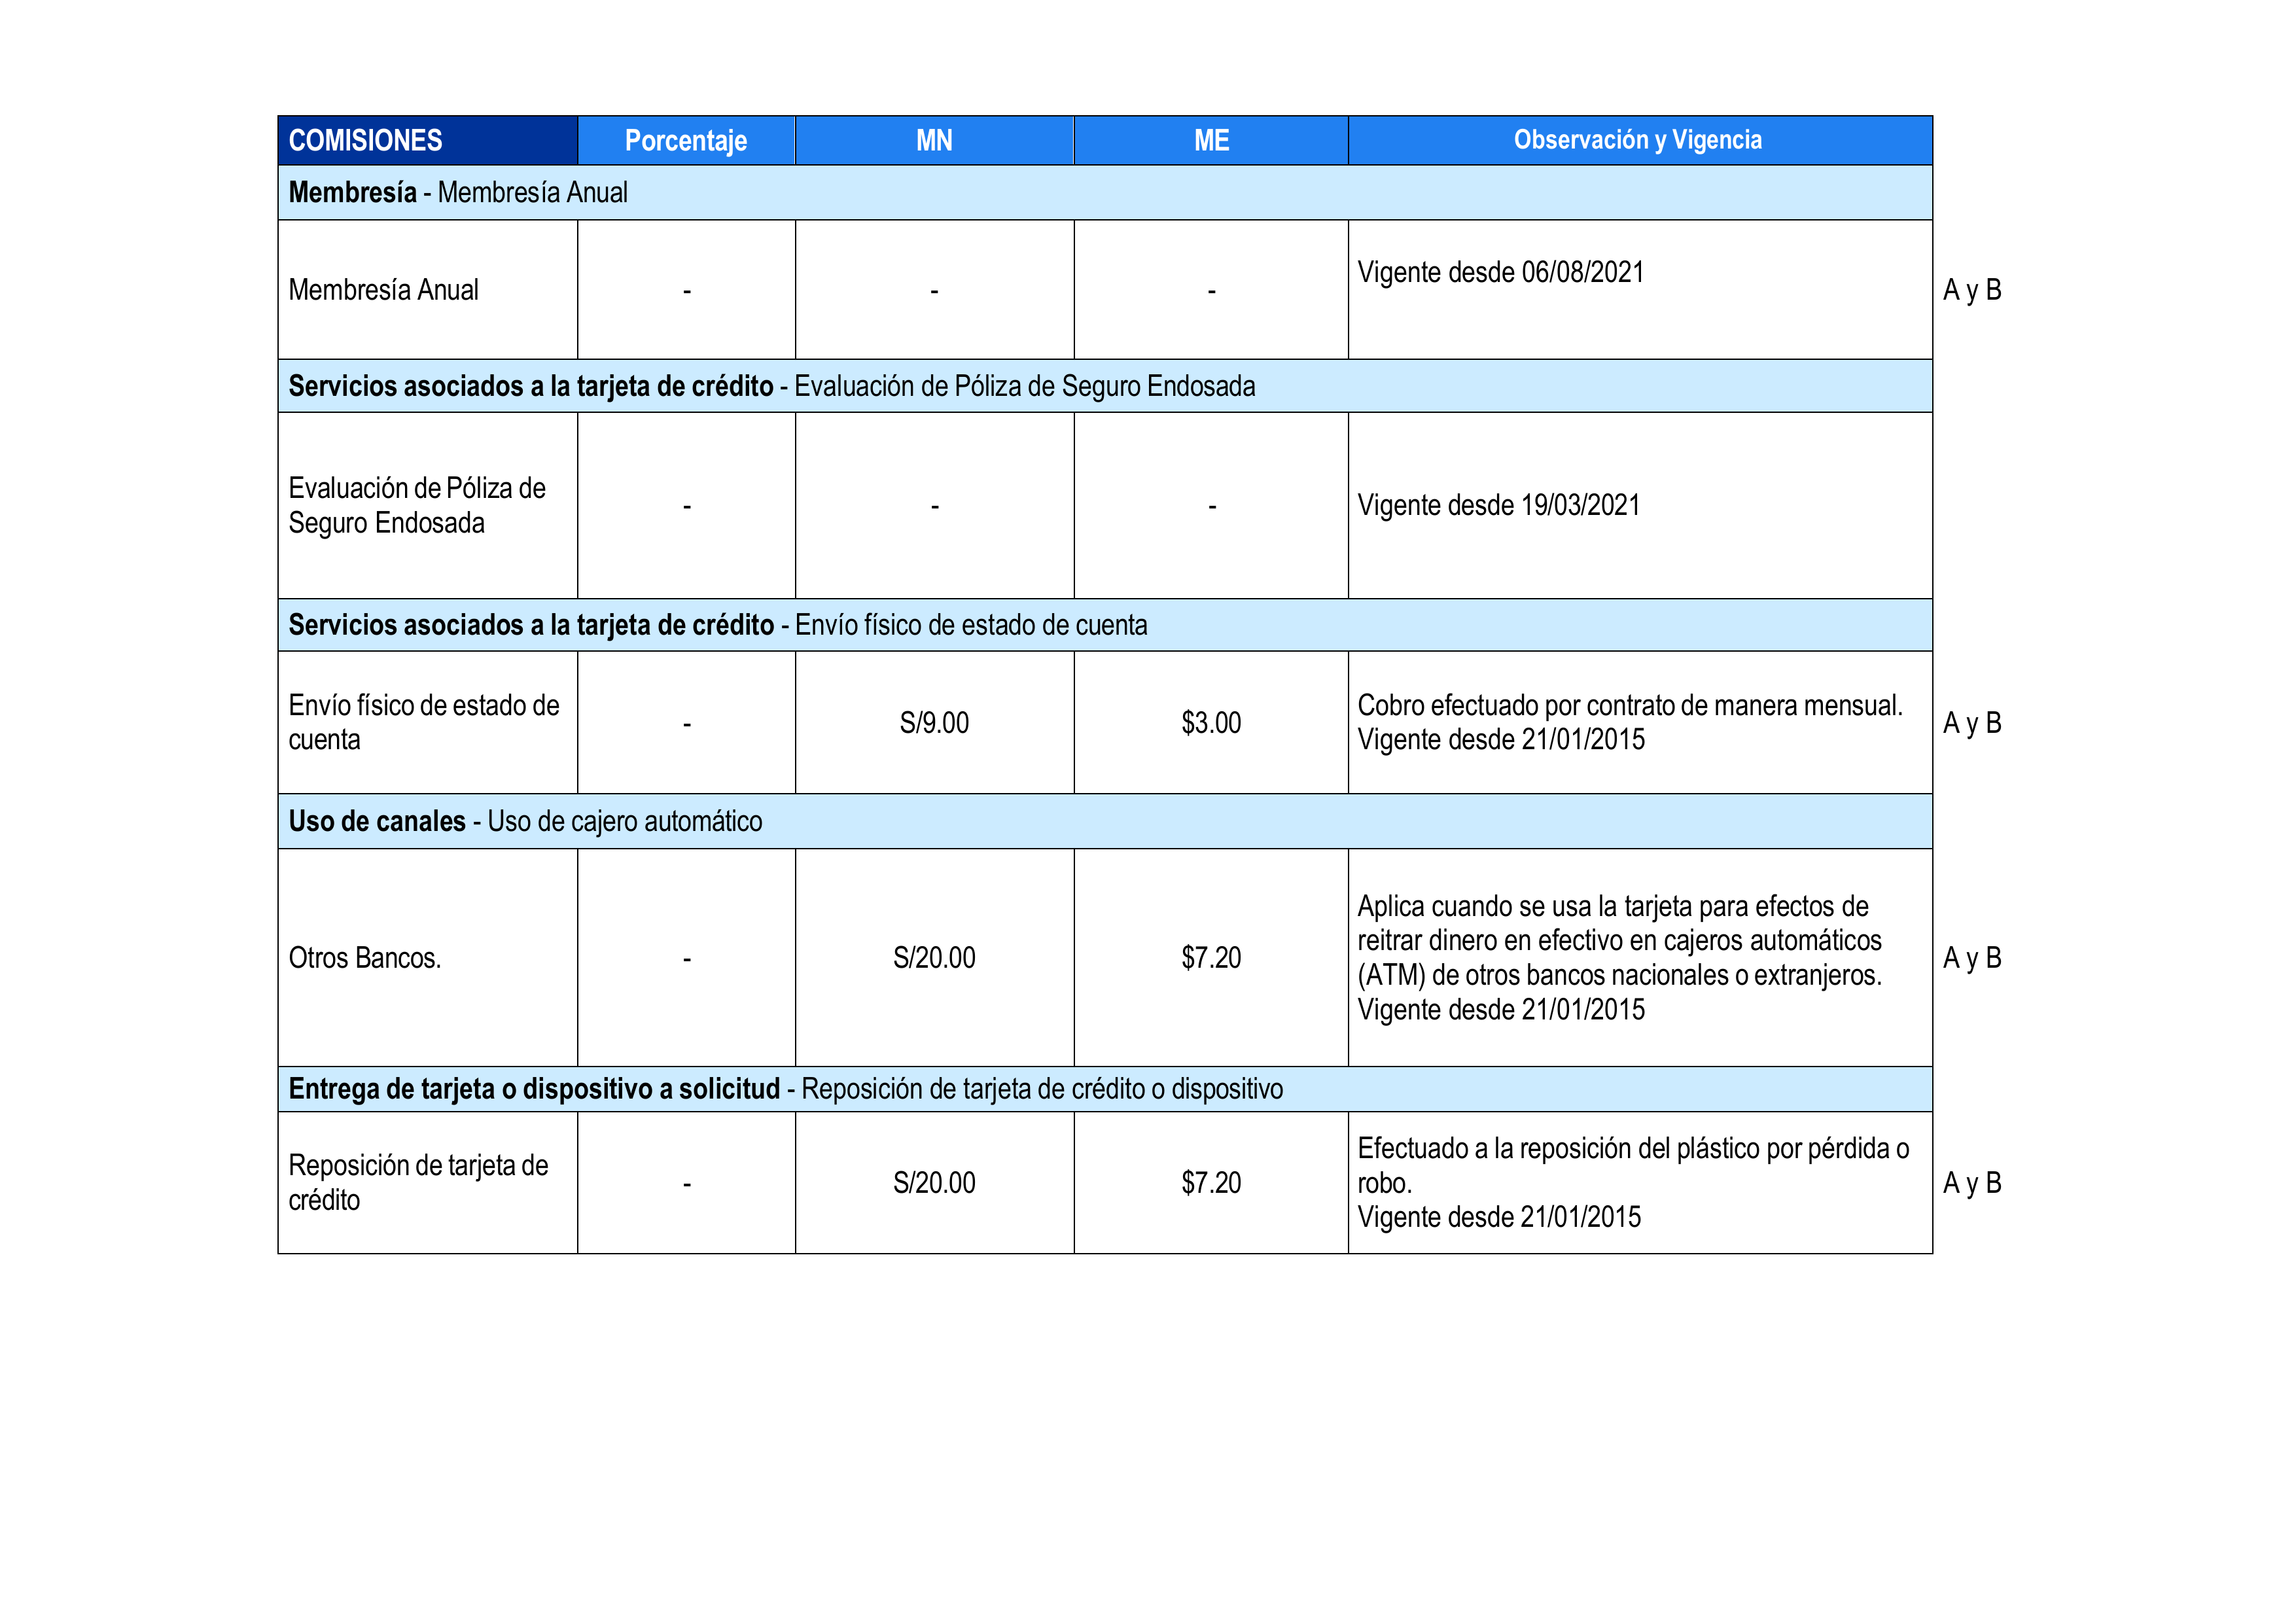 COMISIONES Porcentaje MN ME Observación y Vigencia
Membresía - Membresía Anual
Membresía Anual - - - Vigente desde 06/08/2021 A y B
Servicios asociados a la tarjeta de crédito - Evaluación de Póliza de Seguro Endosada
Evaluación de Póliza de
Seguro Endosada
- - - Vigente desde 19/03/2021
Servicios asociados a la tarjeta de crédito - Envío físico de estado de cuenta
Envío físico de estado de
cuenta
- S/9.00 $3.00
Cobro efectuado por contrato de manera mensual.
Vigente desde 21/01/2015
A y B
Uso de canales - Uso de cajero automático
Otros Bancos. - S/20.00 $7.20
Aplica cuando se usa la tarjeta para efectos de
reitrar dinero en efectivo en cajeros automáticos
(ATM) de otros bancos nacionales o extranjeros.
Vigente desde 21/01/2015
A y B
Entrega de tarjeta o dispositivo a solicitud - Reposición de tarjeta de crédito o dispositivo
Reposición de tarjeta de
crédito
- S/20.00 $7.20
Efectuado a la reposición del plástico por pérdida o
robo.
Vigente desde 21/01/2015
A y B